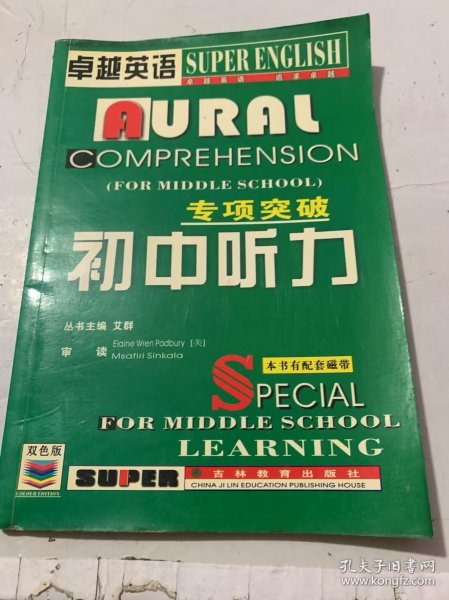 卓越英语 SUPER ENGLISH
卓越英语 追求卓越
AURAL
COMPREHENSION
(FOR MIDDLE SCHOOL)
专项突破
初中听力
丛书主编 艾群
审 读 Elaine Wren Padbury [美]
Msafiri Sinkala
本书有配套磁带
SPECIAL
FOR MIDDLE SCHOOL
LEARNING
双色版
COLOUR EDITION
SUPER 吉林教育出版社
CHINA JI LIN EDUCATION PUBLISHING HOUSE
孔夫子旧书网
www.kongfz.com